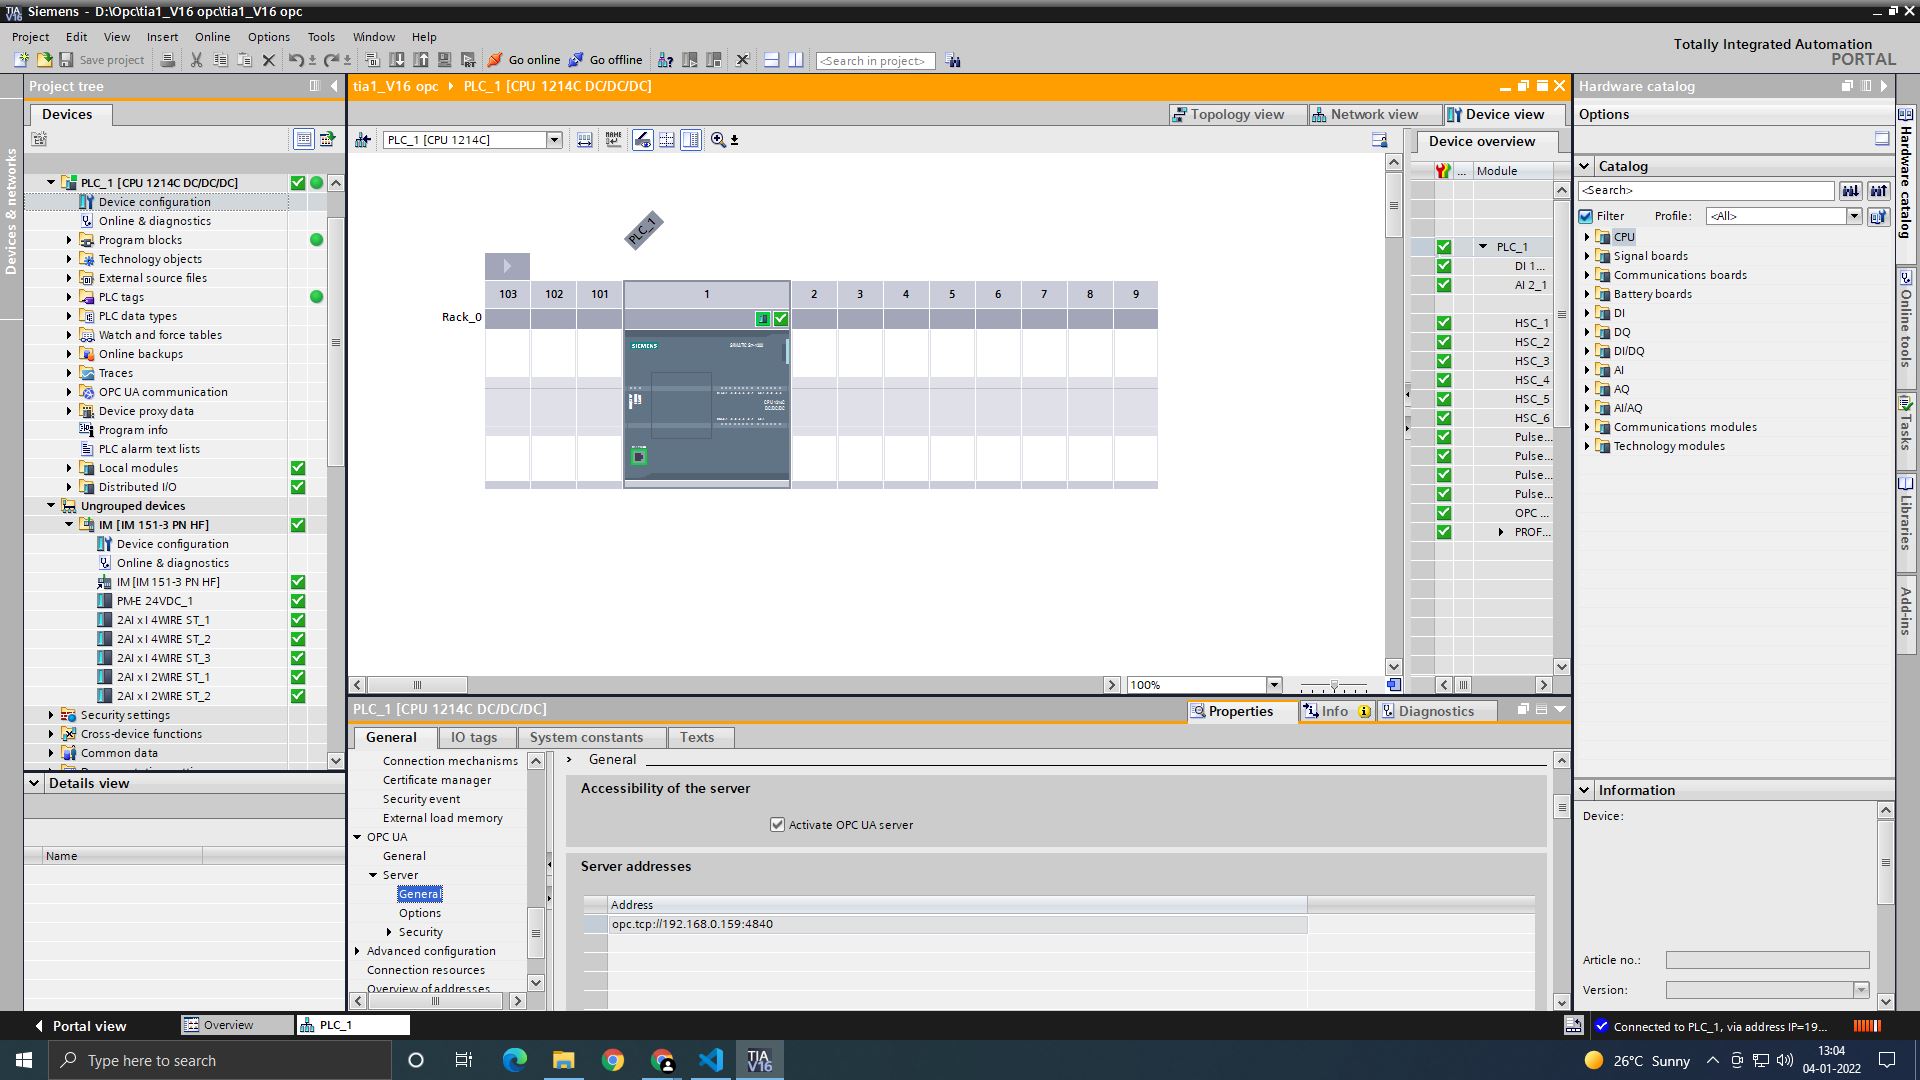 Siemens - D:\Opc\tia1_V16 opc\tia1_V16 opc
Project Edit View Insert Online Options Tools Window Help
Save project
Go online
Go offline
<Search in project>
Totally Integrated Automation
PORTAL
Project tree
Devices
Devices & networks
PLC_1 [CPU 1214C DC/DC/DC]
Device configuration
Online & diagnostics
Program blocks
Technology objects
External source files
PLC tags
PLC data types
Watch and force tables
Online backups
Traces
OPC UA communication
Device proxy data
Program info
PLC alarm text lists
Local modules
Distributed I/O
Ungrouped devices
IM [IM 151-3 PN HF]
Device configuration
Online & diagnostics
IM [IM 151-3 PN HF]
PM-E 24VDC_1
2AI x I 4WIRE ST_1
2AI x I 4WIRE ST_2
2AI x I 4WIRE ST_3
2AI x I 2WIRE ST_1
2AI x I 2WIRE ST_2
Security settings
Cross-device functions
Common data
Details view
Name
tia1_V16 opc PLC_1 [CPU 1214C DC/DC/DC]
Topology view
Network view
Device view
PLC_1 [CPU 1214C]
PLC_1
103 102 101 1 2 3 4 5 6 7 8 9
Rack_0
SIEMENS
100%
Device overview
... Module
PLC_1
DI 1...
AI 2_1
HSC_1
HSC_2
HSC_3
HSC_4
HSC_5
HSC_6
Pulse...
Pulse...
Pulse...
Pulse...
OPC ...
PROF...
PLC_1 [CPU 1214C DC/DC/DC]
Properties
Info
Diagnostics
General
IO tags
System constants
Texts
Connection mechanisms
Certificate manager
Security event
External load memory
OPC UA
General
Server
General
Options
Security
Advanced configuration
Connection resources
Overview of addresses
General
Accessibility of the server
Activate OPC UA server
Server addresses
Address
opc.tcp://192.168.0.159:4840
Hardware catalog
Options
Catalog
<Search>
Filter
Profile:
<All>
CPU
Signal boards
Communications boards
Battery boards
DI
DQ
DI/DQ
AI
AQ
AI/AQ
Communications modules
Technology modules
Information
Device:
Article no.:
Version:
Hardware catalog
Online tools
Tasks
Libraries
Add-ins
Portal view
Overview
PLC_1
Connected to PLC_1, via address IP=19...
Type here to search
TIA
V16
26°C Sunny
13:04
04-01-2022